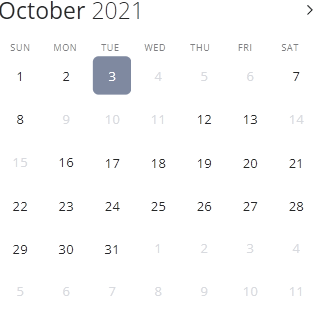 October 2021
SUN MON TUE WED THU FRI SAT
1 2 3 4 5 6 7
8 9 10 11 12 13 14
15 16 17 18 19 20 21
22 23 24 25 26 27 28
29 30 31 1 2 3 4
5 6 7 8 9 10 11